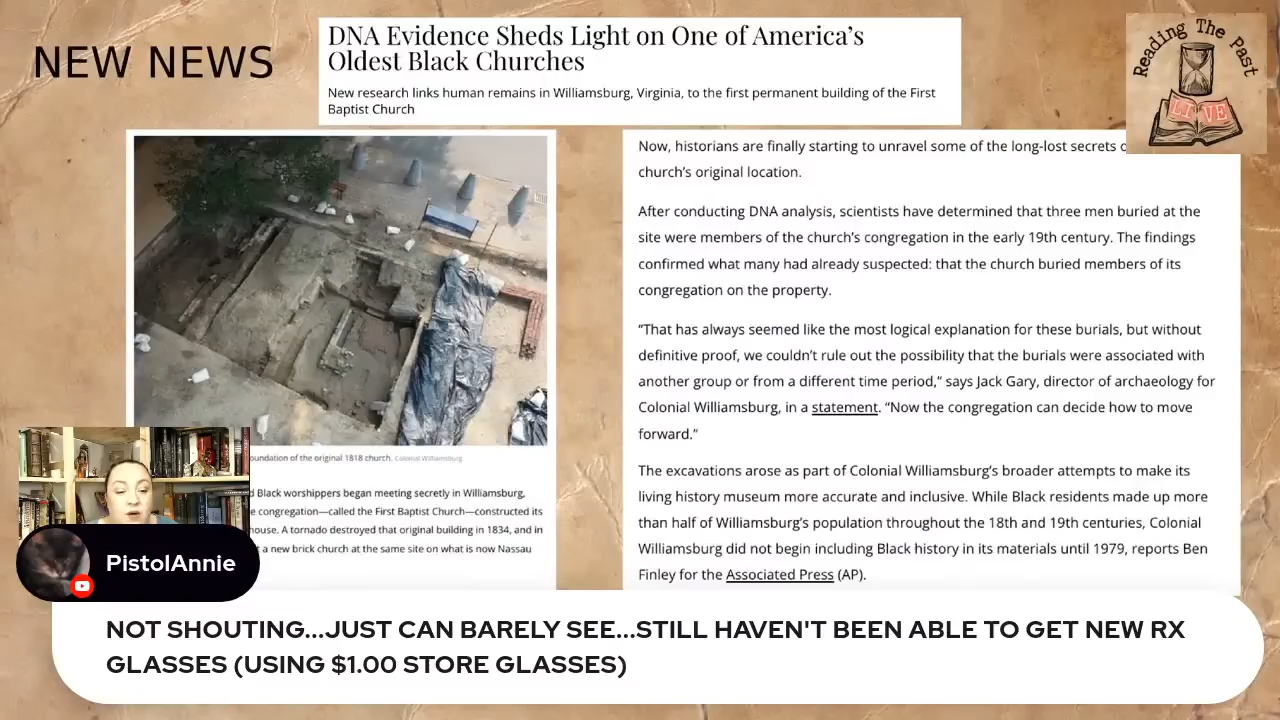 NEW NEWS
DNA Evidence Sheds Light on One of America’s
Oldest Black Churches
New research links human remains in Williamsburg, Virginia, to the first permanent building of the First
Baptist Church
Reading The Past
LIVE
oundation of the original 1818 church. Colonial Williamsburg
Black worshippers began meeting secretly in Williamsburg,
congregation—called the First Baptist Church—constructed its
house. A tornado destroyed that original building in 1834, and in
a new brick church at the same site on what is now Nassau
Now, historians are finally starting to unravel some of the long-lost secrets
church’s original location.
After conducting DNA analysis, scientists have determined that three men buried at the
site were members of the church’s congregation in the early 19th century. The findings
confirmed what many had already suspected: that the church buried members of its
congregation on the property.
“That has always seemed like the most logical explanation for these burials, but without
definitive proof, we couldn’t rule out the possibility that the burials were associated with
another group or from a different time period,” says Jack Gary, director of archaeology for
Colonial Williamsburg, in a statement. “Now the congregation can decide how to move
forward.”
The excavations arose as part of Colonial Williamsburg’s broader attempts to make its
living history museum more accurate and inclusive. While Black residents made up more
than half of Williamsburg’s population throughout the 18th and 19th centuries, Colonial
Williamsburg did not begin including Black history in its materials until 1979, reports Ben
Finley for the Associated Press (AP).
PistolAnnie
NOT SHOUTING...JUST CAN BARELY SEE...STILL HAVEN'T BEEN ABLE TO GET NEW RX
GLASSES (USING $1.00 STORE GLASSES)